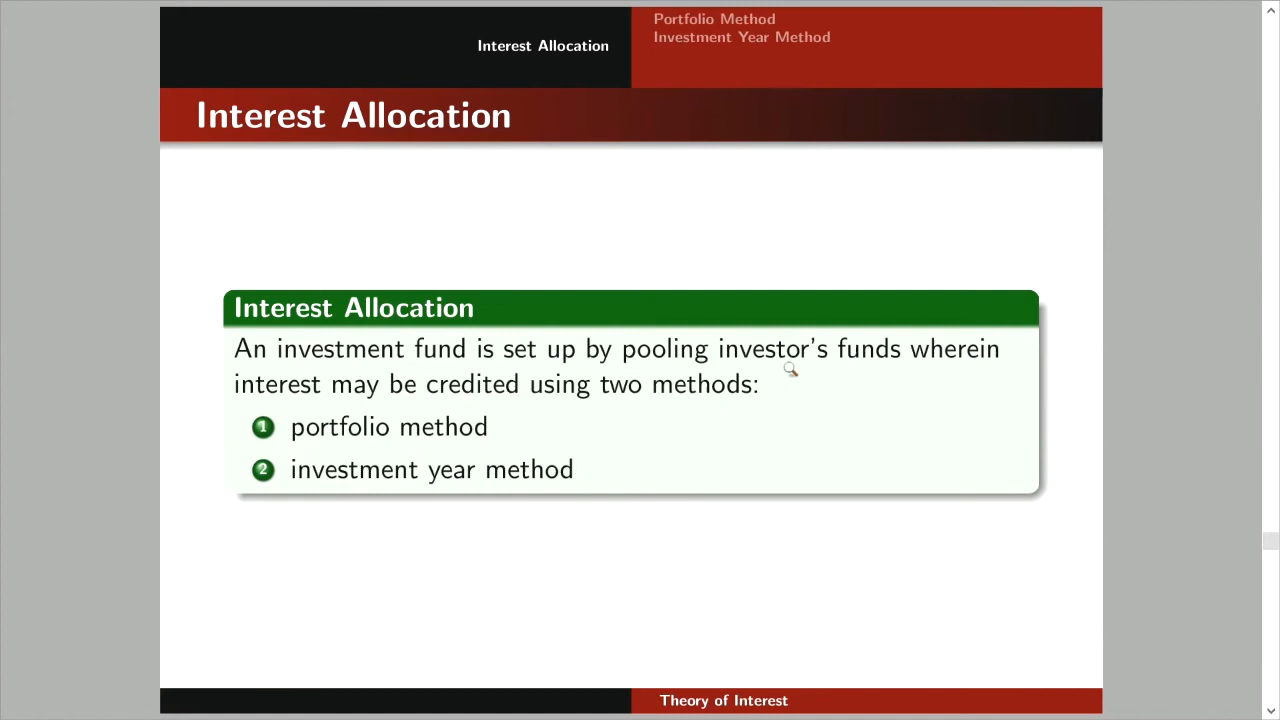 Interest Allocation
Portfolio Method
Investment Year Method
Interest Allocation
Interest Allocation
An investment fund is set up by pooling investor's funds wherein
interest may be credited using two methods:
1 portfolio method
2 investment year method
Theory of Interest